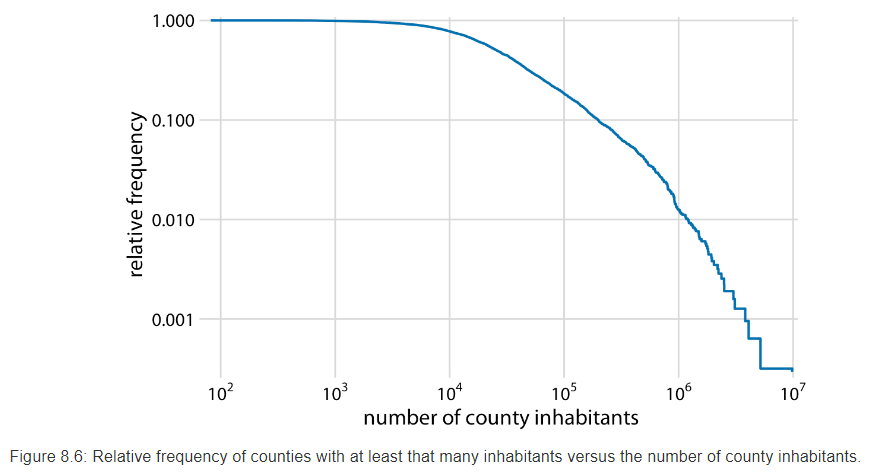 1.000
0.100
0.010
0.001
relative frequency
10² 10³ 10⁴ 10⁵ 10⁶ 10⁷
number of county inhabitants
Figure 8.6: Relative frequency of counties with at least that many inhabitants versus the number of county inhabitants.